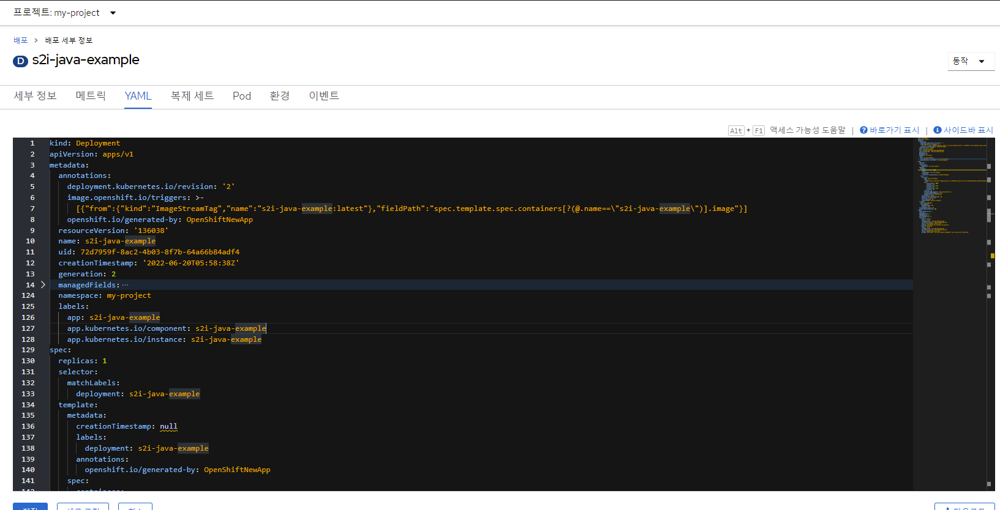 프로젝트: my-project
배포 > 배포 세부 정보
D s2i-java-example
동작
세부 정보 메트릭 YAML 복제 세트 Pod 환경 이벤트
Alt + F1 액세스 가능성 도움말 | 바로가기 표시 | 사이드바 표시
1 kind: Deployment
2 apiVersion: apps/v1
3 metadata:
4 annotations:
5 deployment.kubernetes.io/revision: '2'
6 image.openshift.io/triggers: >-
7 [{"from":{"kind":"ImageStreamTag","name":"s2i-java-example:latest"},"fieldPath":"spec.template.spec.containers[?(@.name==\"s2i-java-example\")].image"}]
8 openshift.io/generated-by: OpenShiftNewApp
9 resourceVersion: '136038'
10 name: s2i-java-example
11 uid: 72d7959f-8ac2-4b03-8f7b-64a66b84adf4
12 creationTimestamp: '2022-06-20T05:58:38Z'
13 generation: 2
14 managedFields: ···
124 namespace: my-project
125 labels:
126 app: s2i-java-example
127 app.kubernetes.io/component: s2i-java-example
128 app.kubernetes.io/instance: s2i-java-example
129 spec:
130 replicas: 1
131 selector:
132 matchLabels:
133 deployment: s2i-java-example
134 template:
135 metadata:
136 creationTimestamp: null
137 labels:
138 deployment: s2i-java-example
139 annotations:
140 openshift.io/generated-by: OpenShiftNewApp
141 spec: